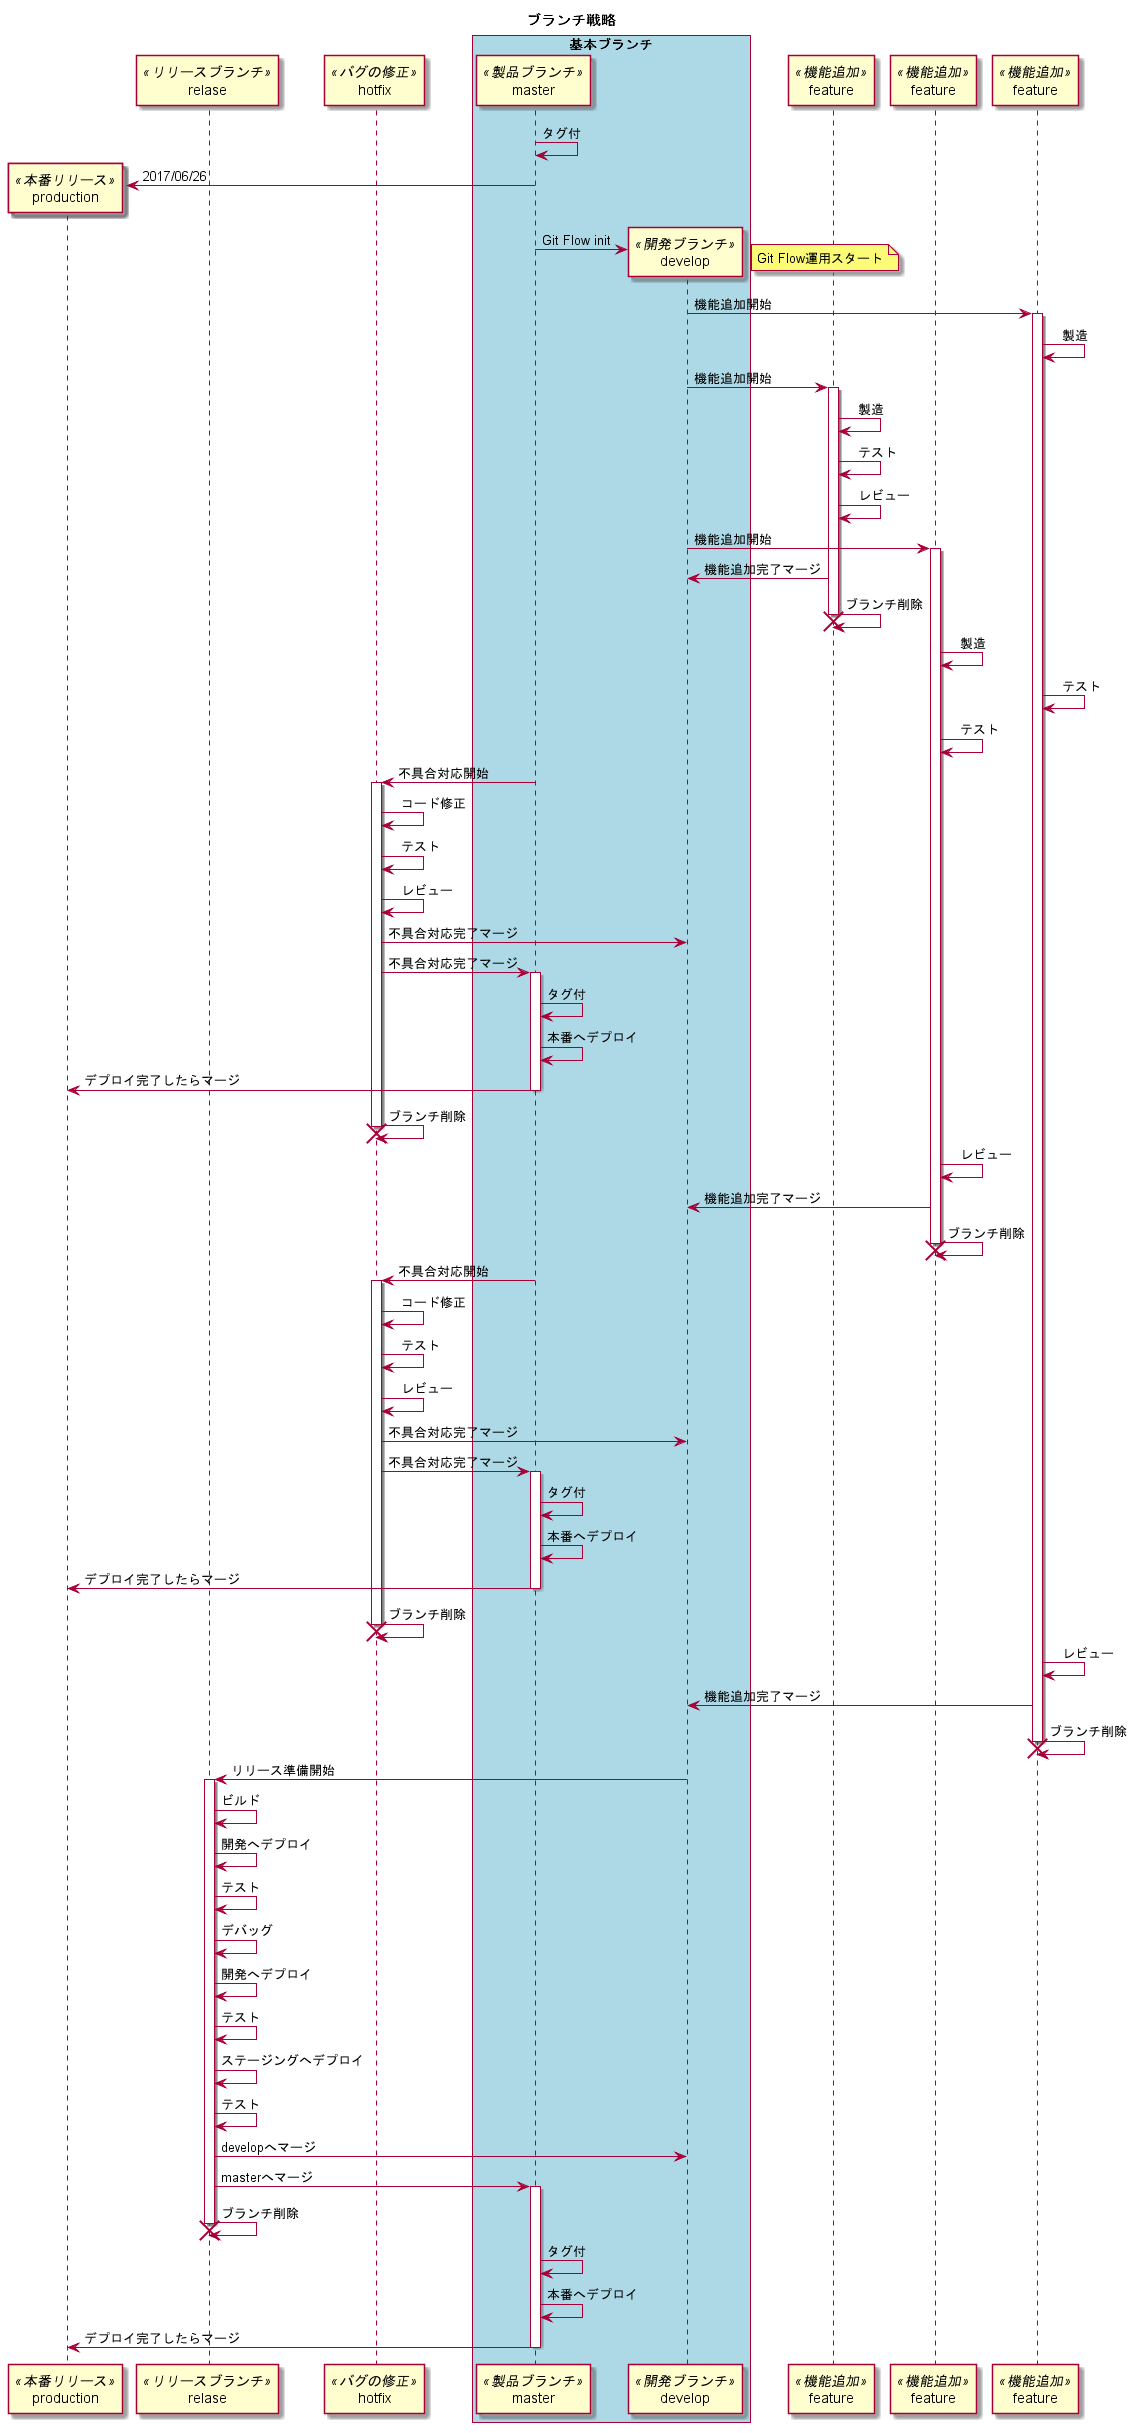 ブランチ戦略
基本ブランチ
«リリースブランチ»
relase
«バグの修正»
hotfix
«製品ブランチ»
master
«機能追加»
feature
«機能追加»
feature
«機能追加»
feature
タグ付
2017/06/26
«本番リリース»
production
Git Flow init
«開発ブランチ»
develop
Git Flow運用スタート
機能追加開始
製造
機能追加開始
製造
テスト
レビュー
機能追加開始
機能追加完了マージ
ブランチ削除
製造
テスト
テスト
不具合対応開始
コード修正
テスト
レビュー
不具合対応完了マージ
不具合対応完了マージ
タグ付
本番へデプロイ
デプロイ完了したらマージ
ブランチ削除
レビュー
機能追加完了マージ
ブランチ削除
不具合対応開始
コード修正
テスト
レビュー
不具合対応完了マージ
不具合対応完了マージ
タグ付
本番へデプロイ
デプロイ完了したらマージ
ブランチ削除
レビュー
機能追加完了マージ
ブランチ削除
リリース準備開始
ビルド
開発へデプロイ
テスト
デバッグ
開発へデプロイ
テスト
ステージングへデプロイ
テスト
developへマージ
masterへマージ
ブランチ削除
タグ付
本番へデプロイ
デプロイ完了したらマージ
«本番リリース»
production
«リリースブランチ»
relase
«バグの修正»
hotfix
«製品ブランチ»
master
«開発ブランチ»
develop
«機能追加»
feature
«機能追加»
feature
«機能追加»
feature